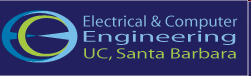 Electrical & Computer
Engineering
UC, Santa Barbara